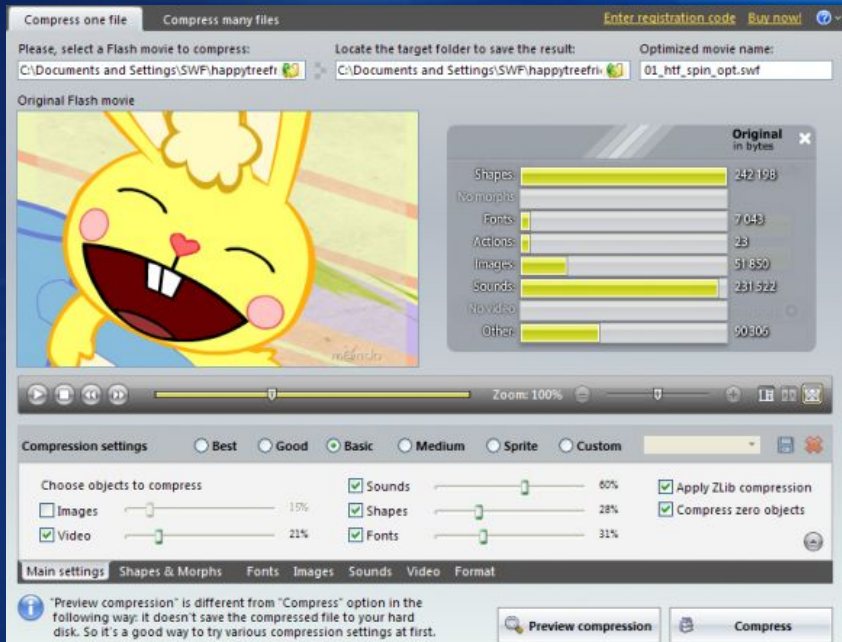 Compress one file
Compress many files
Enter registration code
Buy now!
Please, select a Flash movie to compress:
Locate the target folder to save the result:
Optimized movie name:
C:\Documents and Settings\SWF\happytreefr
C:\Documents and Settings\SWF\happytreefri
01_htf_spin_opt.swf
Original Flash movie
Original
in bytes
Shapes 242 198
No morphs
Fonts 7 043
Actions 23
Images 51 850
Sounds 231 522
No video
Other 90 306
Zoom: 100%
Compression settings
Best
Good
Basic
Medium
Sprite
Custom
Choose objects to compress
Images 15%
Video 21%
Sounds 60%
Shapes 28%
Fonts 31%
Apply ZLib compression
Compress zero objects
Main settings
Shapes & Morphs
Fonts
Images
Sounds
Video
Format
"Preview compression" is different from "Compress" option in the
following way: it doesn't save the compressed file to your hard
disk. So it's a good way to try various compression settings at first.
Preview compression
Compress